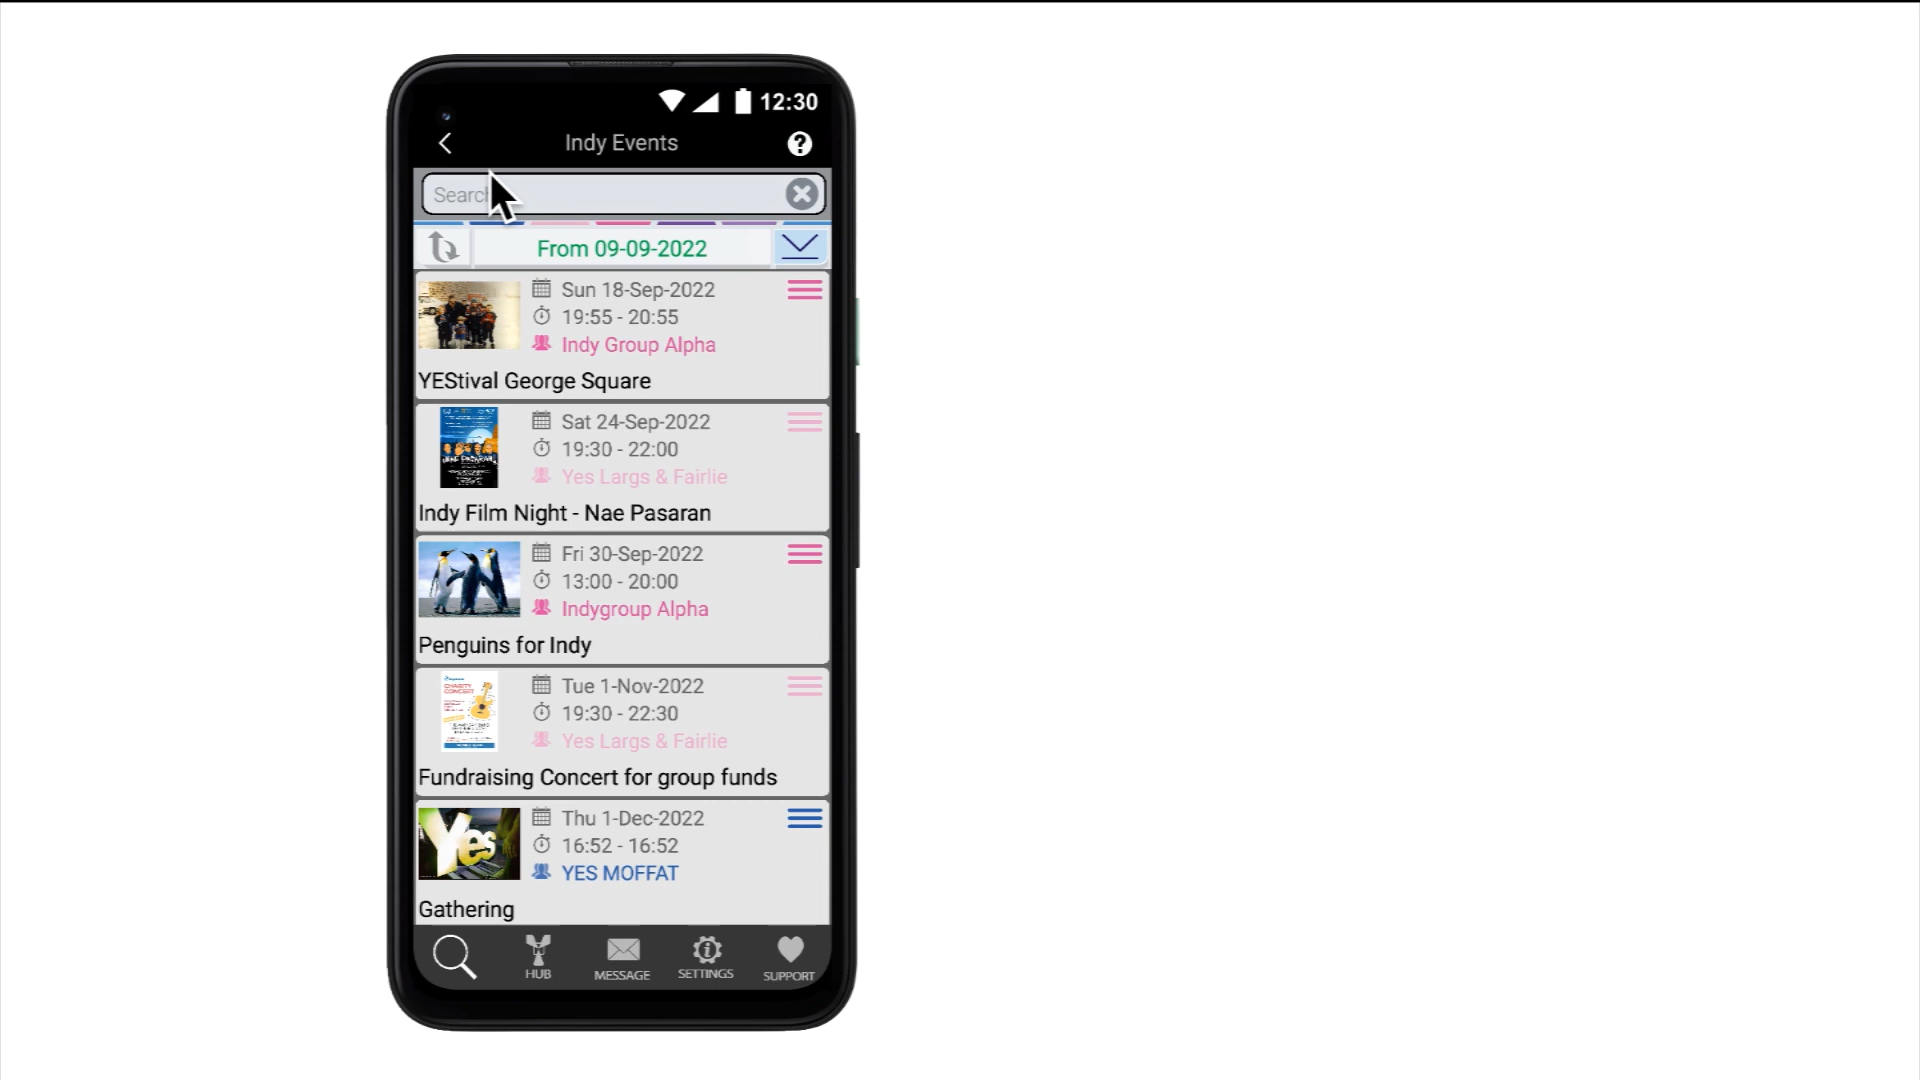 12:30
Indy Events
Search
From 09-09-2022
Sun 18-Sep-2022
19:55 - 20:55
Indy Group Alpha
YEStival George Square
Sat 24-Sep-2022
19:30 - 22:00
Yes Largs & Fairlie
Indy Film Night - Nae Pasaran
Fri 30-Sep-2022
13:00 - 20:00
Indygroup Alpha
Penguins for Indy
Tue 1-Nov-2022
19:30 - 22:30
Yes Largs & Fairlie
CHARITY
CONCERT
Fundraising Concert for group funds
Thu 1-Dec-2022
16:52 - 16:52
YES MOFFAT
Yes
Gathering
HUB
MESSAGE
SETTINGS
SUPPORT